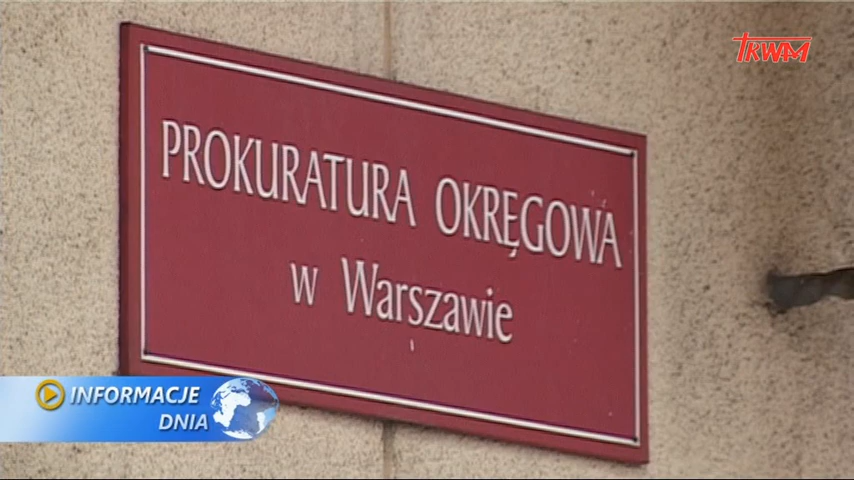 TRWAM
PROKURATURA OKRĘGOWA
w Warszawie
INFORMACJE
DNIA